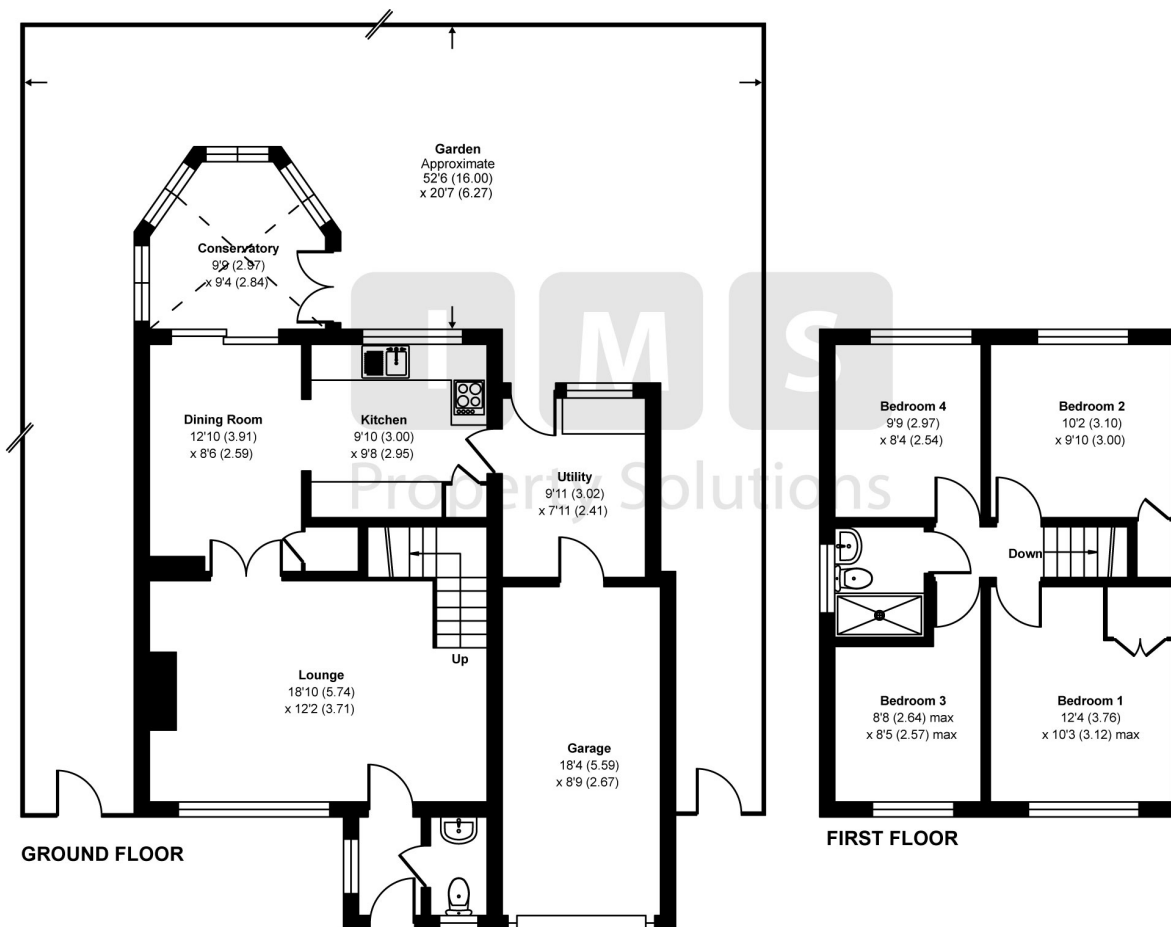 Garden
Approximate
52'6 (16.00)
x 20'7 (6.27)
Conservatory
9'9 (2.97)
x 9'4 (2.84)
I M S
Property Solutions
Dining Room
12'10 (3.91)
x 8'6 (2.59)
Kitchen
9'10 (3.00)
x 9'8 (2.95)
Utility
9'11 (3.02)
x 7'11 (2.41)
Up
Lounge
18'10 (5.74)
x 12'2 (3.71)
Garage
18'4 (5.59)
x 8'9 (2.67)
GROUND FLOOR
Bedroom 4
9'9 (2.97)
x 8'4 (2.54)
Bedroom 2
10'2 (3.10)
x 9'10 (3.00)
Down
Bedroom 3
8'8 (2.64) max
x 8'5 (2.57) max
Bedroom 1
12'4 (3.76)
x 10'3 (3.12) max
FIRST FLOOR